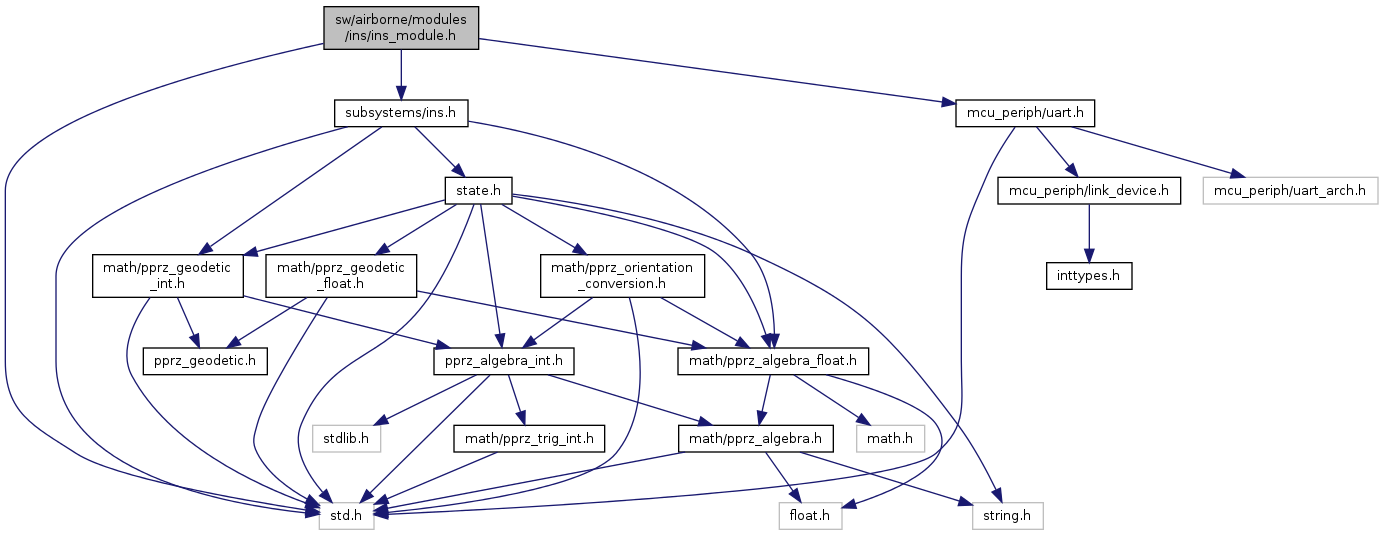 sw/airborne/modules
/ins/ins_module.h
subsystems/ins.h
mcu_periph/uart.h
state.h
mcu_periph/link_device.h
mcu_periph/uart_arch.h
math/pprz_geodetic
_int.h
math/pprz_geodetic
_float.h
math/pprz_orientation
_conversion.h
inttypes.h
pprz_geodetic.h
pprz_algebra_int.h
math/pprz_algebra_float.h
stdlib.h
math/pprz_trig_int.h
math/pprz_algebra.h
math.h
std.h
float.h
string.h